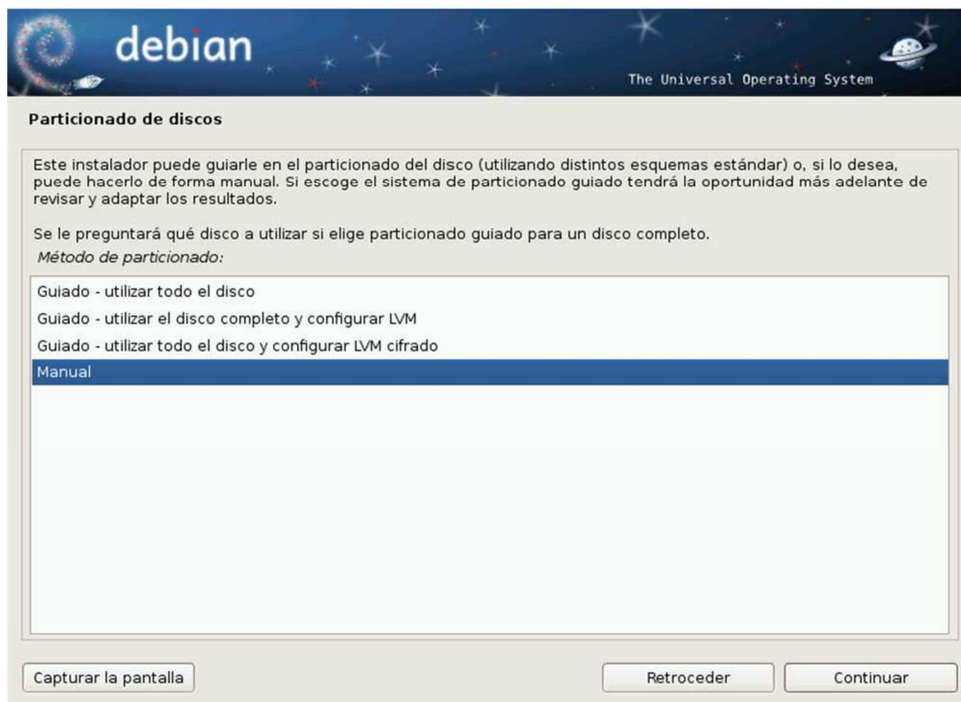 debian
The Universal Operating System
Particionado de discos
Este instalador puede guiarle en el particionado del disco (utilizando distintos esquemas estándar) o, si lo desea,
puede hacerlo de forma manual. Si escoge el sistema de particionado guiado tendrá la oportunidad más adelante de
revisar y adaptar los resultados.
Se le preguntará qué disco a utilizar si elige particionado guiado para un disco completo.
Método de particionado:
Guiado - utilizar todo el disco
Guiado - utilizar el disco completo y configurar LVM
Guiado - utilizar todo el disco y configurar LVM cifrado
Manual
Capturar la pantalla
Retroceder
Continuar